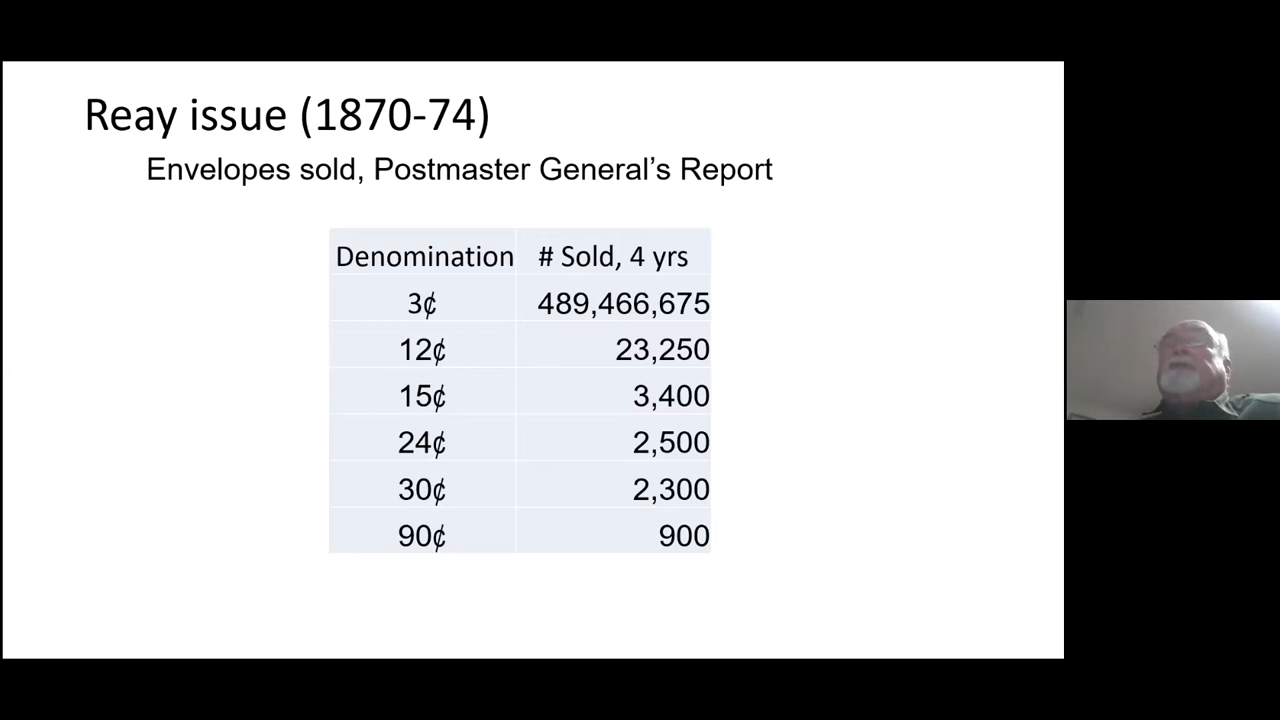 Reay issue (1870-74)
Envelopes sold, Postmaster General’s Report
Denomination # Sold, 4 yrs
3¢ 489,466,675
12¢ 23,250
15¢ 3,400
24¢ 2,500
30¢ 2,300
90¢ 900